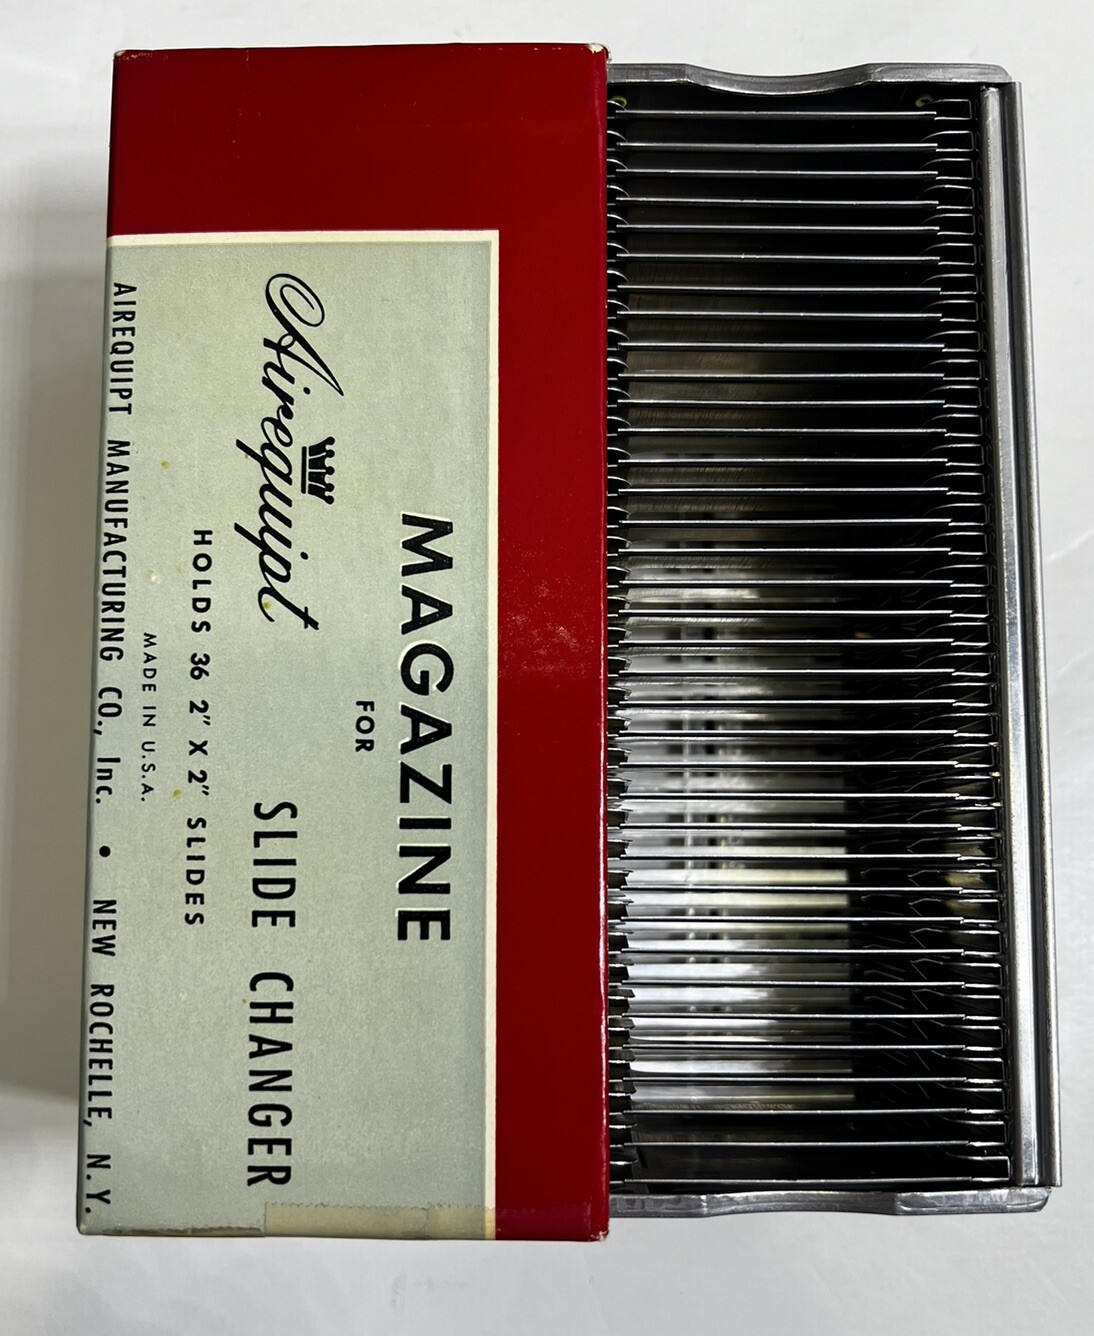 MAGAZINE
FOR
Airequipt SLIDE CHANGER
HOLDS 36 2" X 2" SLIDES
MADE IN U.S.A.
AIREQUIPT MANUFACTURING CO., Inc. • NEW ROCHELLE, N.Y.